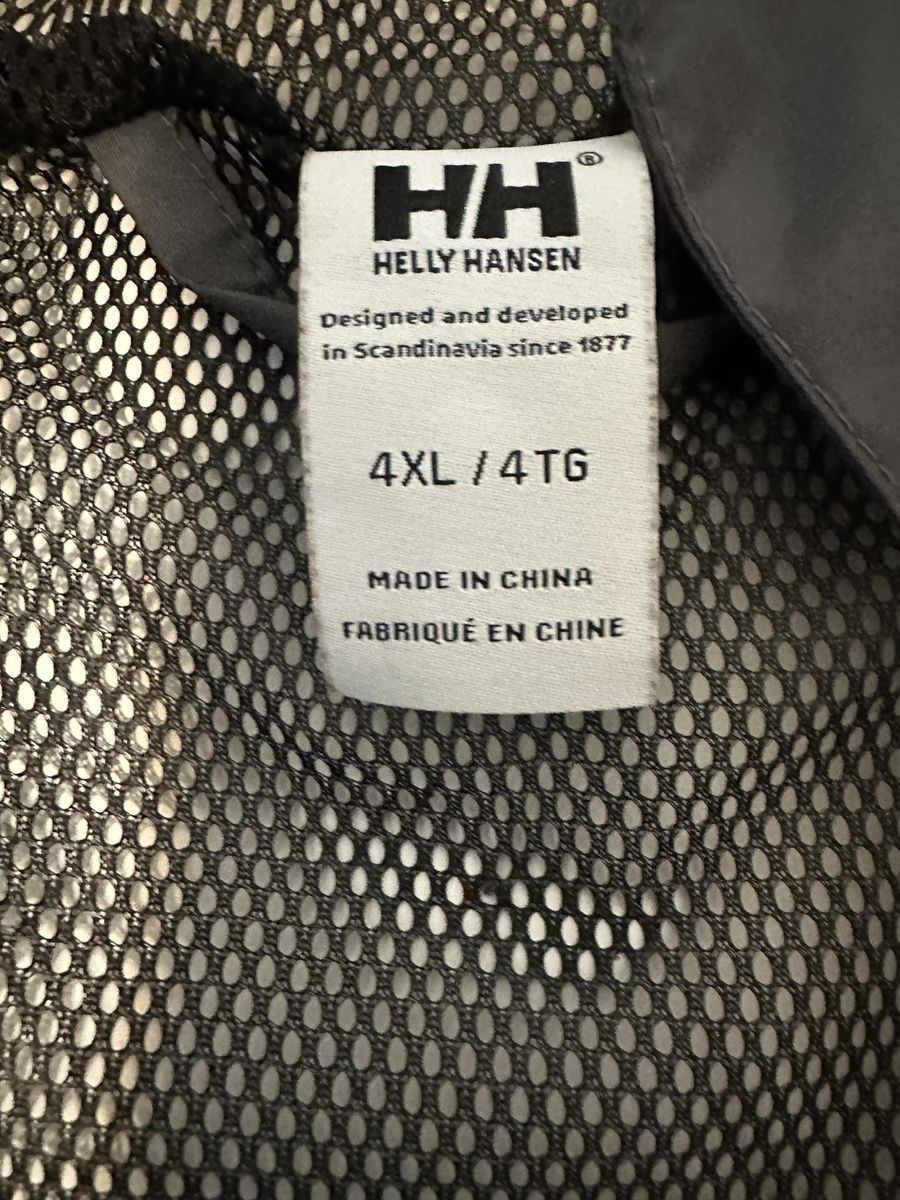 HH®
HELLY HANSEN
Designed and developed
in Scandinavia since 1877
4XL / 4TG
MADE IN CHINA
FABRIQUÉ EN CHINE